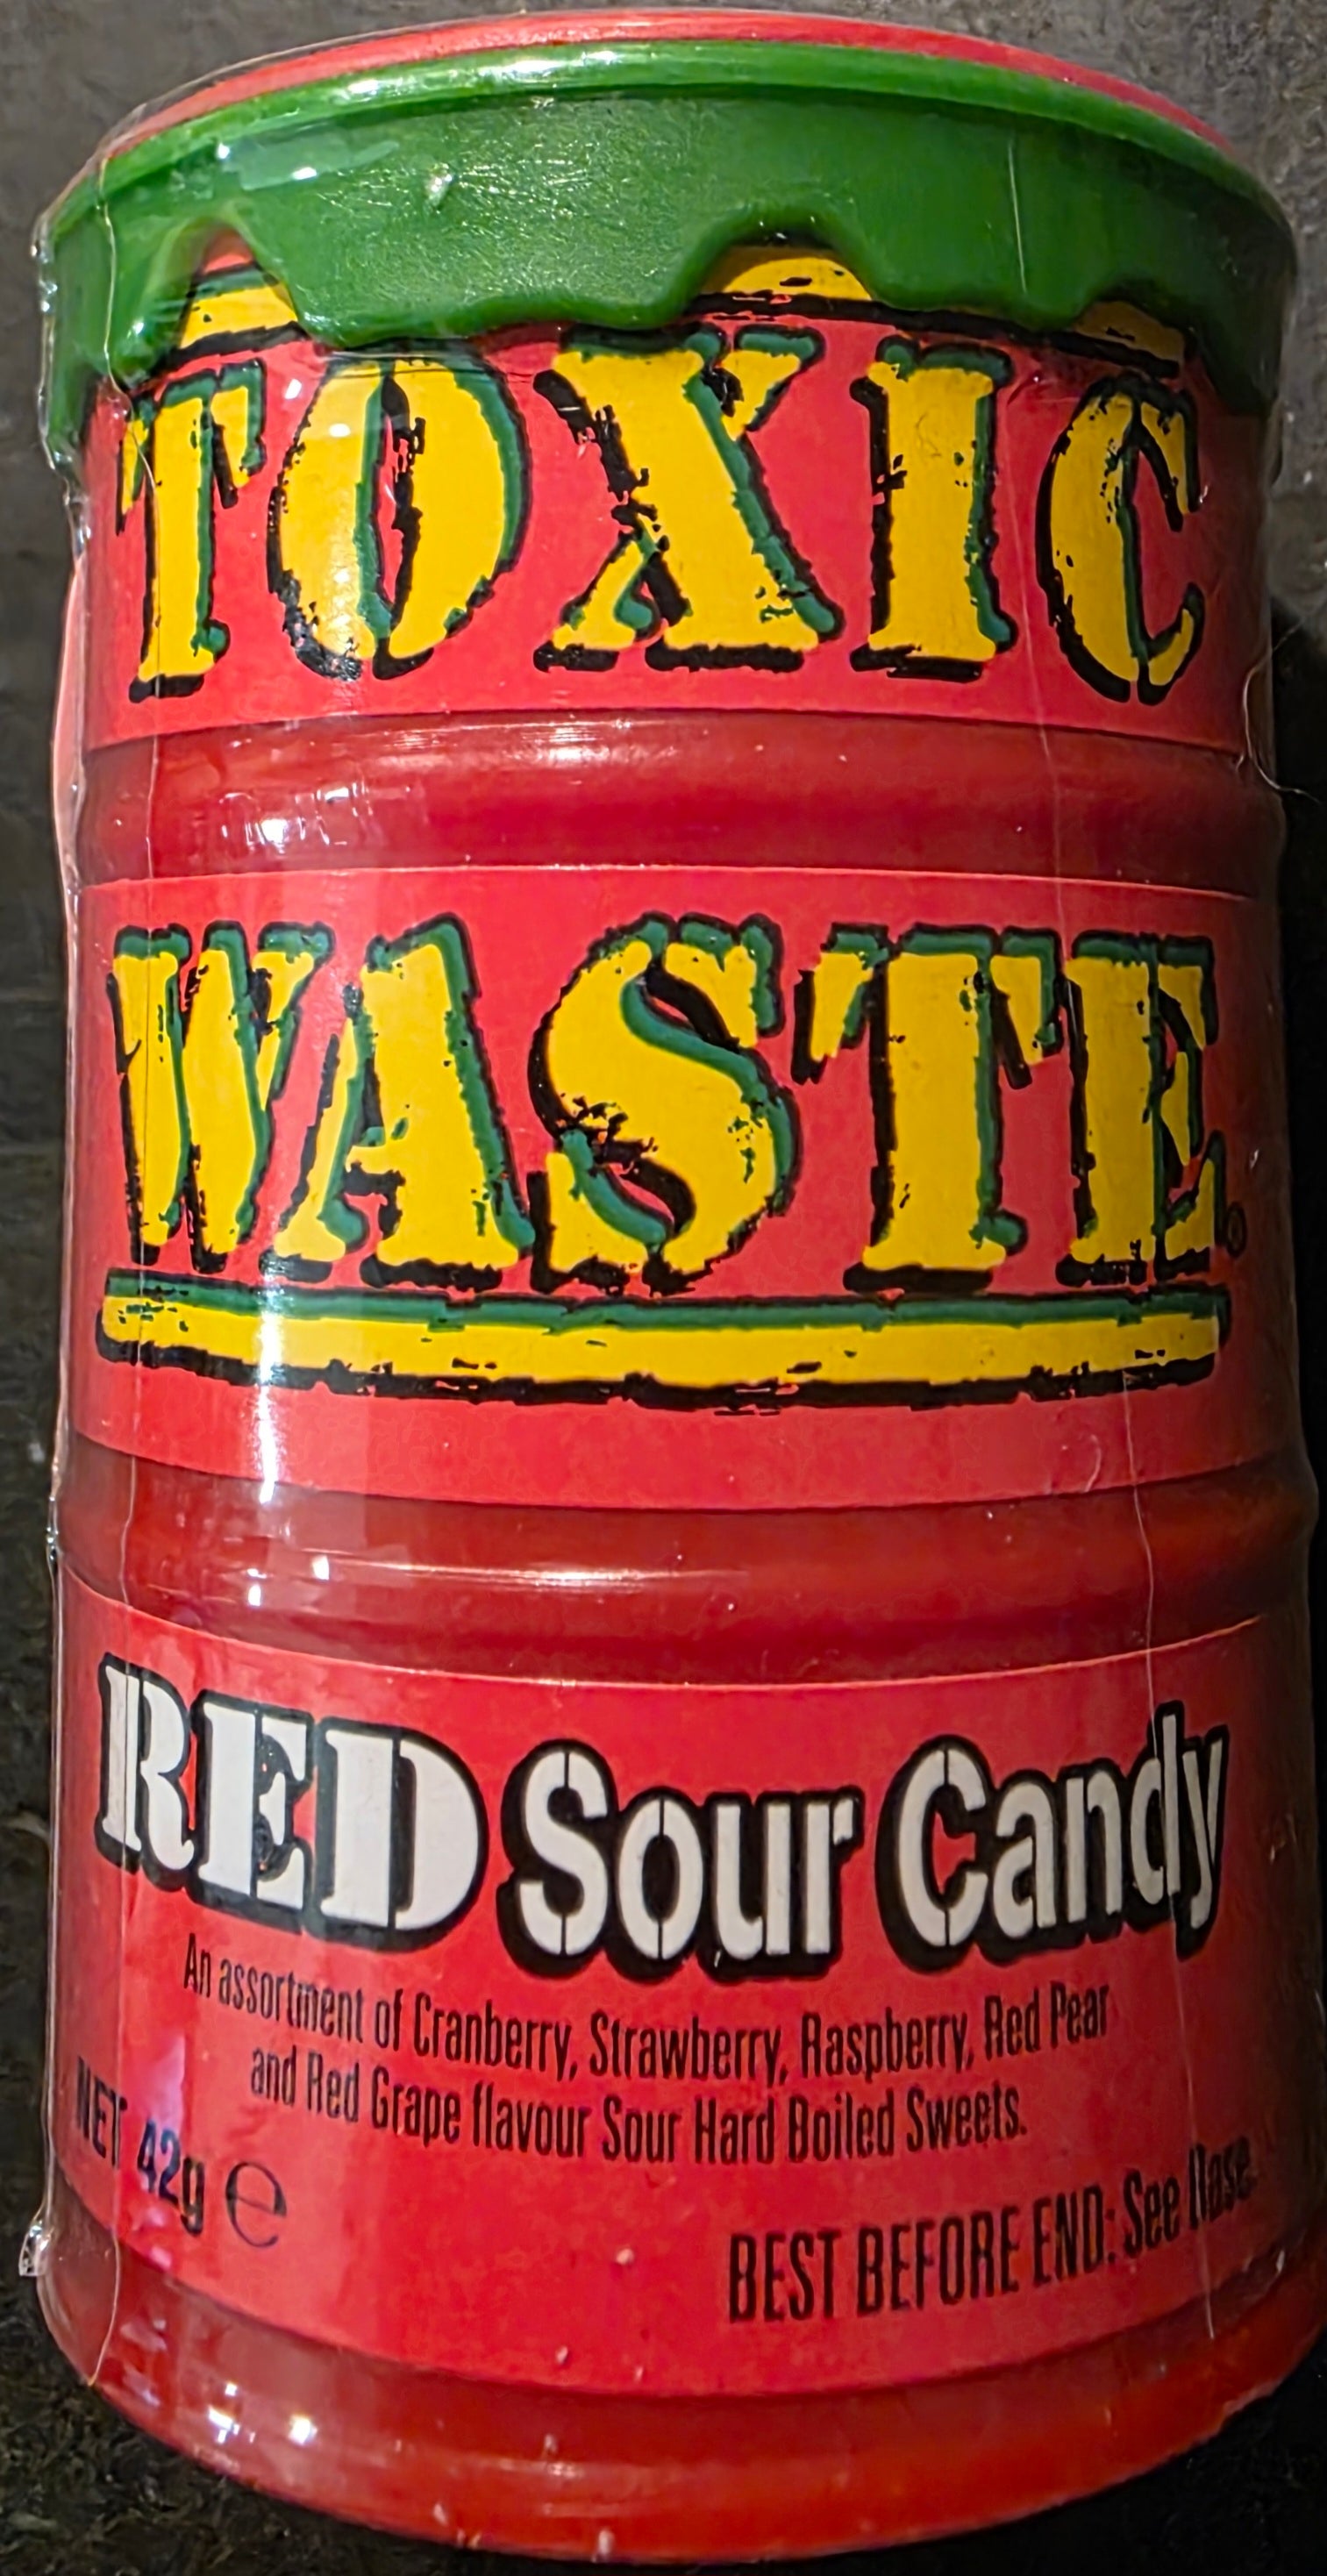 TOXIC
WASTE®
RED Sour Candy
An assortment of Cranberry, Strawberry, Raspberry, Red Pear
and Red Grape flavour Sour Hard Boiled Sweets.
NET 42g ℮
BEST BEFORE END: See Base